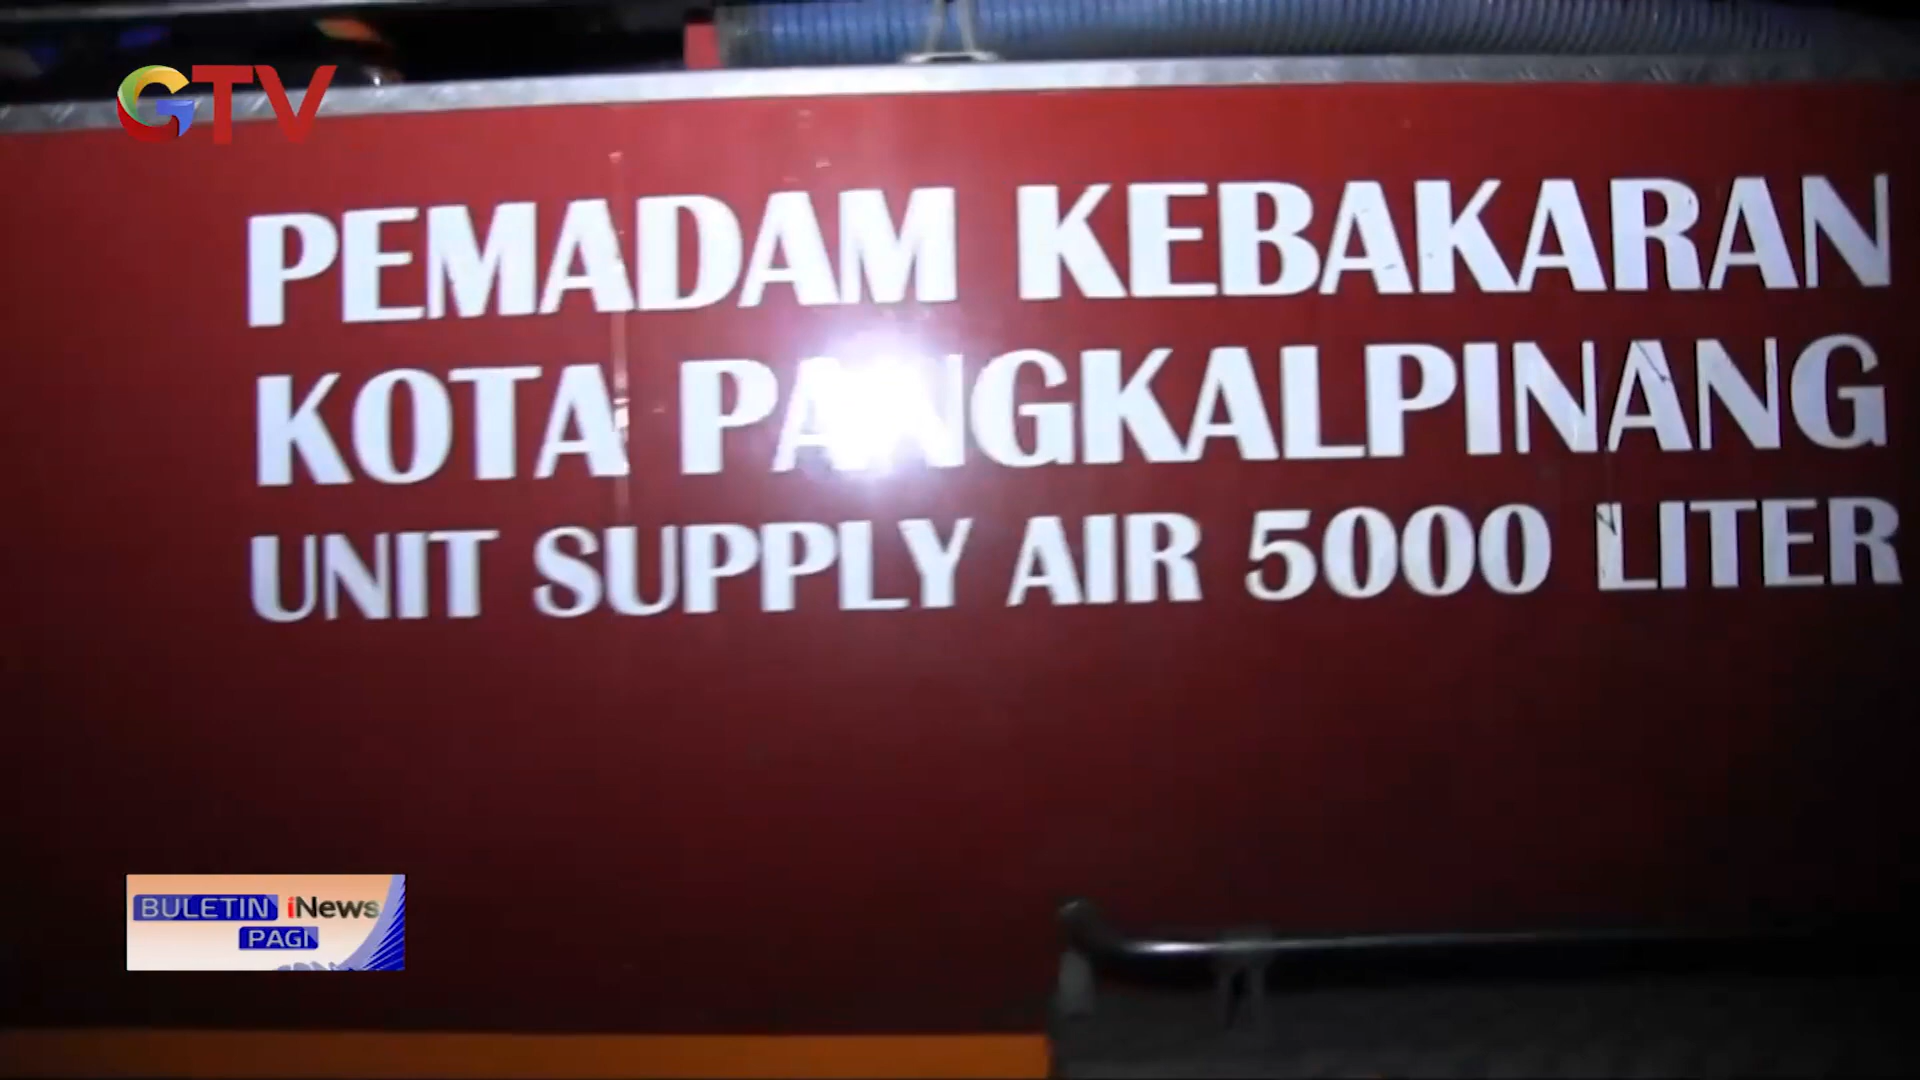 GTV
PEMADAM KEBAKARAN
KOTA PANGKALPINANG
UNIT SUPPLY AIR 5000 LITER
BULETIN iNews
PAGI